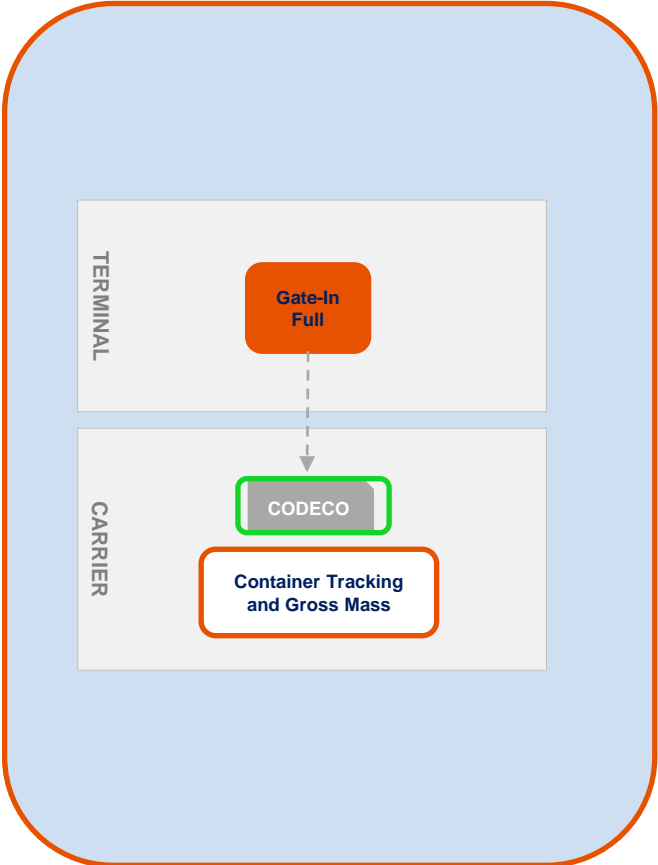 TERMINAL
Gate-In
Full
CARRIER
CODECO
Container Tracking
and Gross Mass